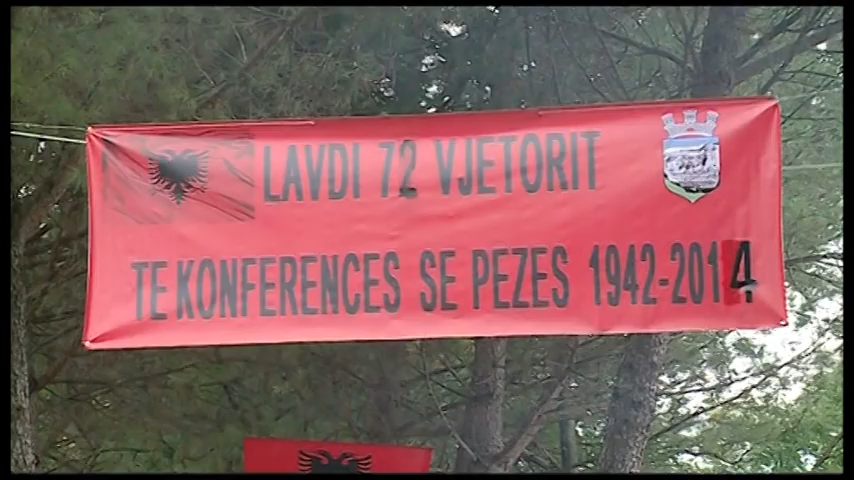 LAVDI 72 VJETORIT
TE KONFERENCES SE PEZES 1942-2014